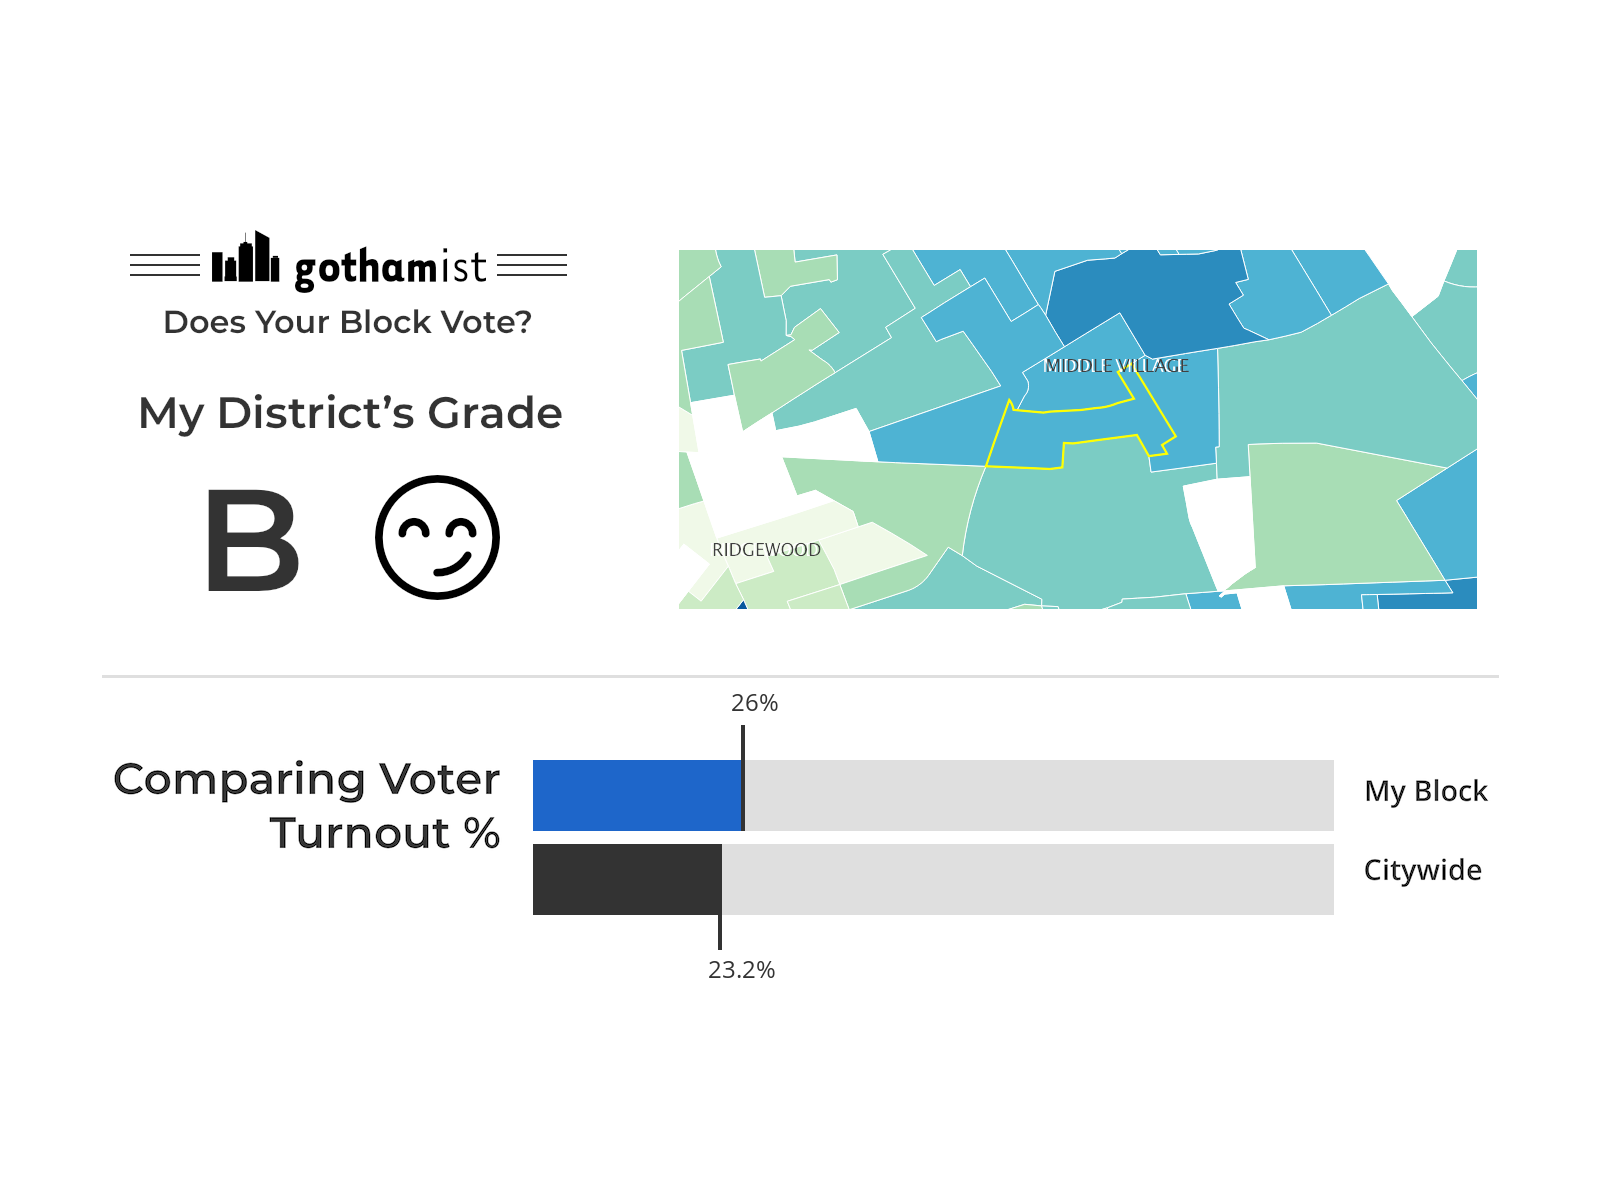 gothamist
Does Your Block Vote?
My District's Grade
B
MIDDLE VILLAGE
RIDGEWOOD
26%
Comparing Voter
Turnout %
My Block
Citywide
23.2%